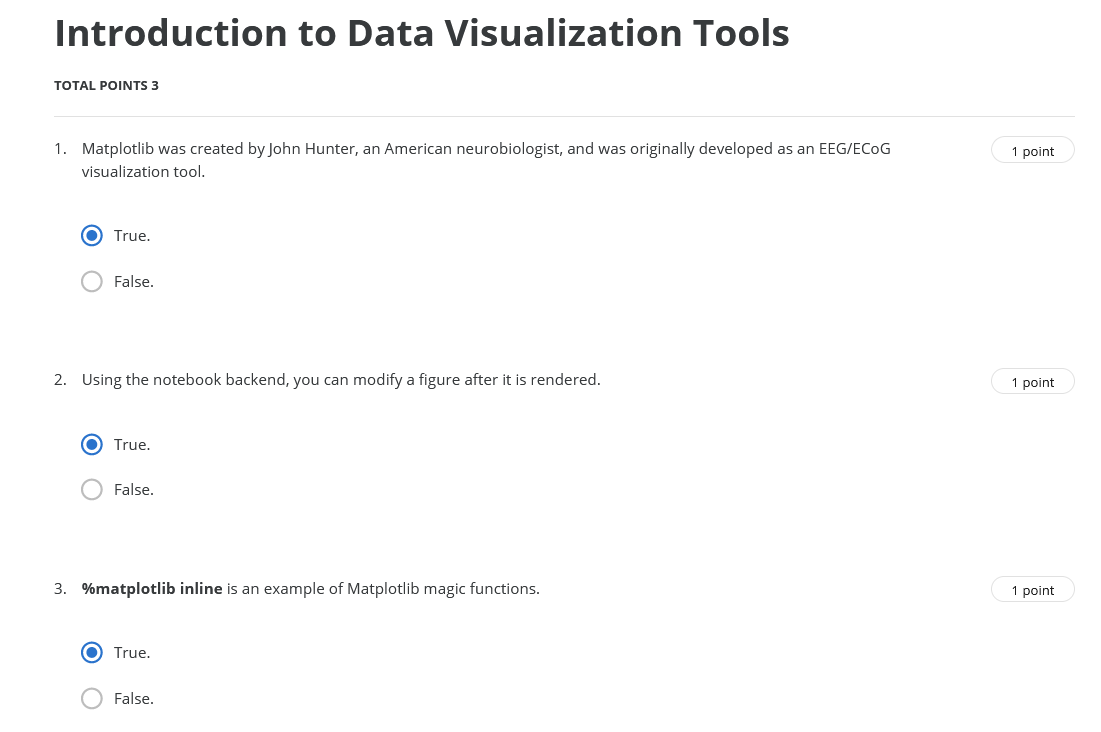 Introduction to Data Visualization Tools
TOTAL POINTS 3
1. Matplotlib was created by John Hunter, an American neurobiologist, and was originally developed as an EEG/ECoG
visualization tool.
1 point
True.
False.
2. Using the notebook backend, you can modify a figure after it is rendered.
1 point
True.
False.
3. %matplotlib inline is an example of Matplotlib magic functions.
1 point
True.
False.